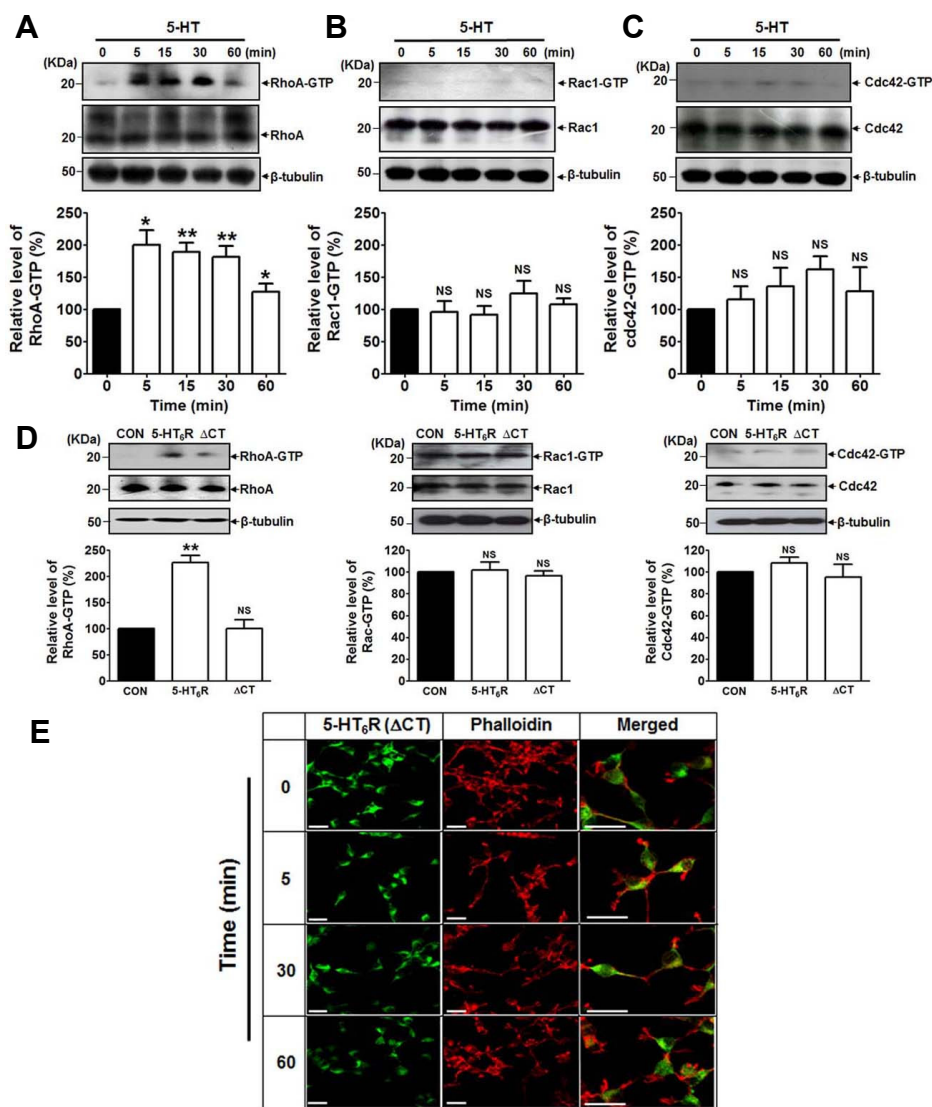 A
5-HT
0 5 15 30 60 (min)
(KDa)
20
RhoA-GTP
20
RhoA
50
β-tubulin
Relative level of
RhoA-GTP (%)
250
200
150
100
50
0
* ** ** *
0 5 15 30 60
Time (min)
B
5-HT
0 5 15 30 60 (min)
(KDa)
20
Rac1-GTP
20
Rac1
50
β-tubulin
Relative level of
Rac1-GTP (%)
250
200
150
100
50
0
NS NS NS NS
0 5 15 30 60
Time (min)
C
5-HT
0 5 15 30 60 (min)
(KDa)
20
Cdc42-GTP
20
Cdc42
50
β-tubulin
Relative level of
cdc42-GTP (%)
250
200
150
100
50
0
NS NS NS NS
0 5 15 30 60
Time (min)
D
(KDa)
CON 5-HT₆R ΔCT
20
RhoA-GTP
20
RhoA
50
β-tubulin
Relative level of
RhoA-GTP (%)
250
200
150
100
50
0
** NS
CON 5-HT₆R ΔCT
(KDa)
CON 5-HT₆R ΔCT
20
Rac1-GTP
20
Rac1
50
β-tubulin
Relative level of
Rac-GTP (%)
120
100
80
60
40
20
0
NS NS
CON 5-HT₆R ΔCT
(KDa)
CON 5-HT₆R ΔCT
20
Cdc42-GTP
20
Cdc42
50
β-tubulin
Relative level of
Cdc42-GTP (%)
120
100
80
60
40
20
0
NS NS
CON 5-HT₆R ΔCT
E
5-HT₆R (ΔCT) Phalloidin Merged
Time (min)
0
5
30
60